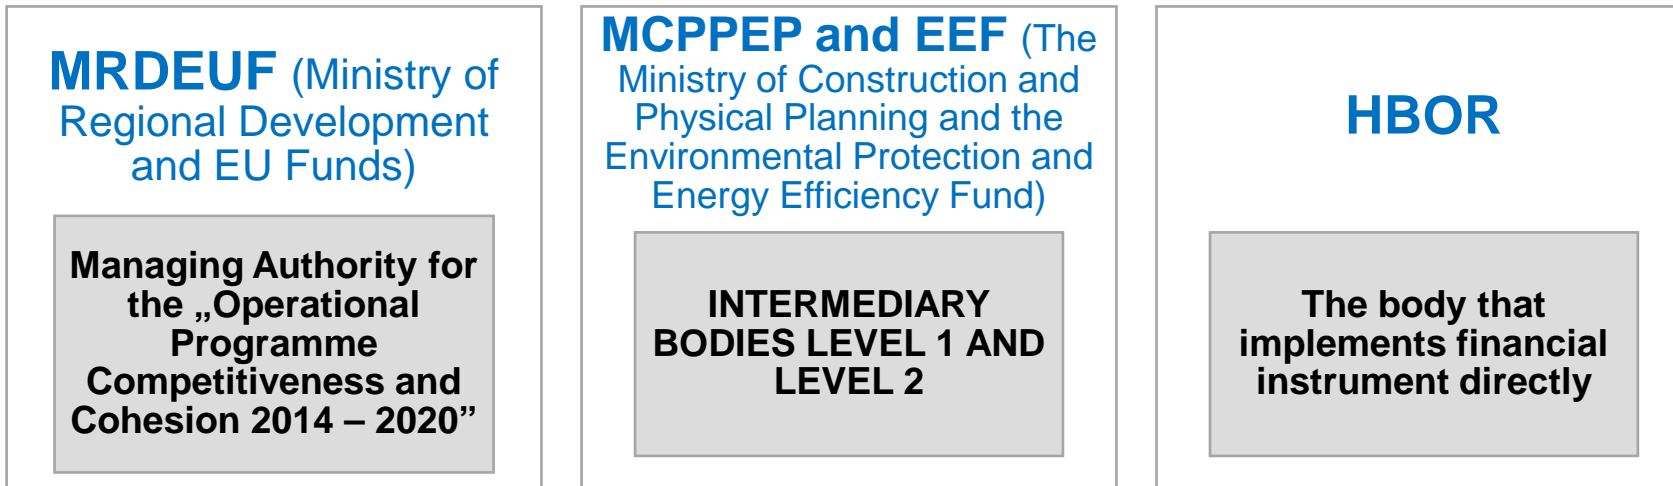 MRDEUF (Ministry of
Regional Development
and EU Funds)
Managing Authority for
the „Operational
Programme
Competitiveness and
Cohesion 2014 – 2020”
MCPPEP and EEF (The
Ministry of Construction and
Physical Planning and the
Environmental Protection and
Energy Efficiency Fund)
INTERMEDIARY
BODIES LEVEL 1 AND
LEVEL 2
HBOR
The body that
implements financial
instrument directly